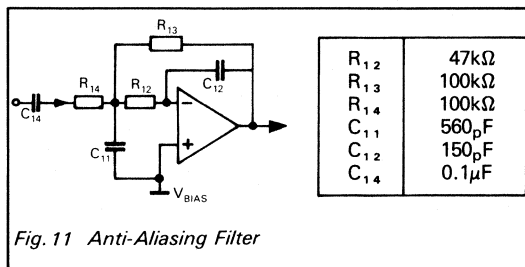 R13
R14
R12
C12
C14
C11
−
+
VBIAS
R12 47kΩ
R13 100kΩ
R14 100kΩ
C11 560pF
C12 150pF
C14 0.1µF
Fig. 11 Anti-Aliasing Filter